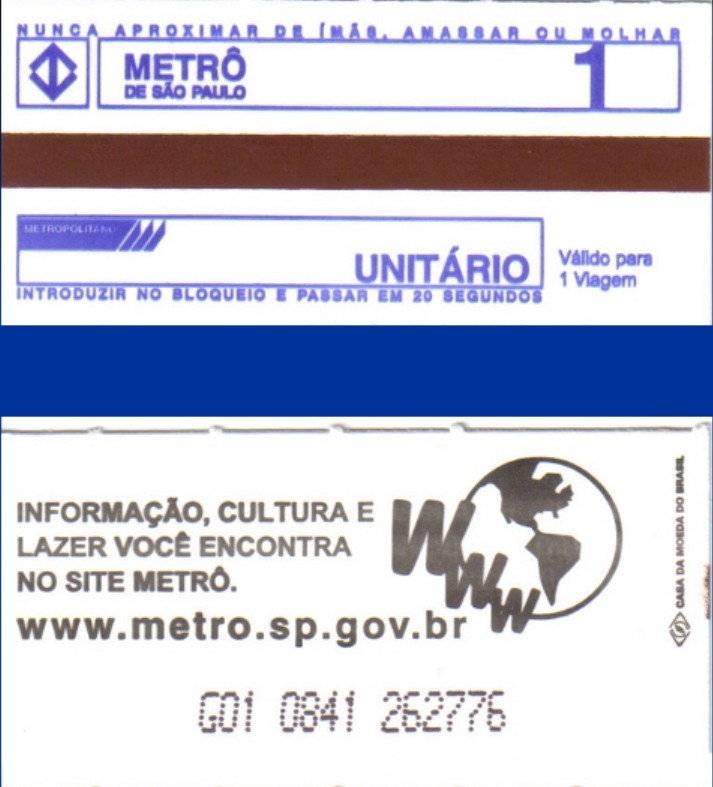 NUNCA APROXIMAR DE ÍMÃS, AMASSAR OU MOLHAR
METRÔ
DE SÃO PAULO
1
METROPOLITANO
UNITÁRIO
Válido para
1 Viagem
INTRODUZIR NO BLOQUEIO E PASSAR EM 20 SEGUNDOS
INFORMAÇÃO, CULTURA E
LAZER VOCÊ ENCONTRA
NO SITE METRÔ.
www.metro.sp.gov.br
WWW
CASA DA MOEDA DO BRASIL
G01 0841 262776